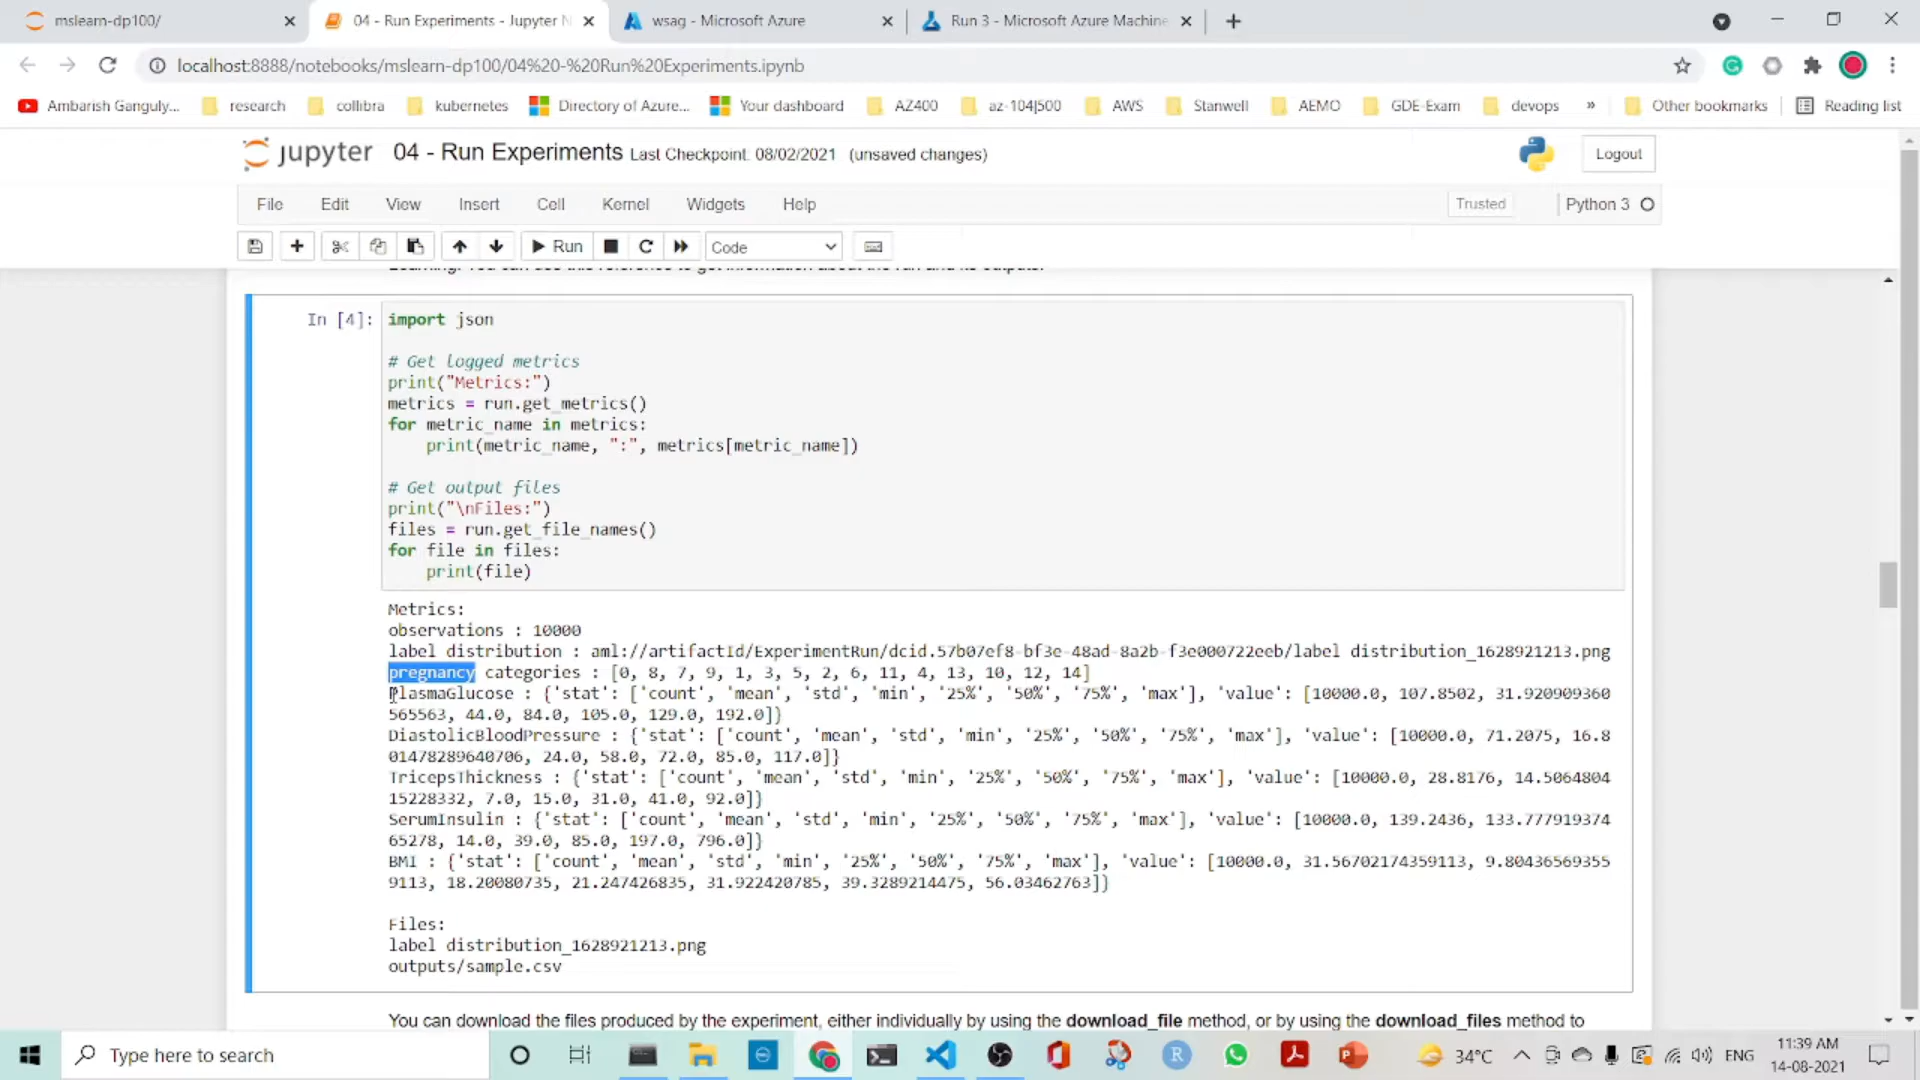 mslearn-dp100/
04 - Run Experiments - Jupyter N
wsag - Microsoft Azure
Run 3 - Microsoft Azure Machine
localhost:8888/notebooks/mslearn-dp100/04%20-%20Run%20Experiments.ipynb
Ambarish Ganguly... research collibra kubernetes Directory of Azure... Your dashboard AZ400 az-104|500 AWS Stanwell AEMO GDE-Exam devops » Other bookmarks Reading list
jupyter 04 - Run Experiments Last Checkpoint: 08/02/2021 (unsaved changes) Logout
File Edit View Insert Cell Kernel Widgets Help Trusted Python 3
Run Code
In [4]: import json
# Get logged metrics
print("Metrics:")
metrics = run.get_metrics()
for metric_name in metrics:
print(metric_name, ":", metrics[metric_name])
# Get output files
print("\nFiles:")
files = run.get_file_names()
for file in files:
print(file)
Metrics:
observations : 10000
label distribution : aml://artifactId/ExperimentRun/dcid.57b07ef8-bf3e-48ad-8a2b-f3e000722eeb/label distribution_1628921213.png
pregnancy categories : [0, 8, 7, 9, 1, 3, 5, 2, 6, 11, 4, 13, 10, 12, 14]
PlasmaGlucose : {'stat': ['count', 'mean', 'std', 'min', '25%', '50%', '75%', 'max'], 'value': [10000.0, 107.8502, 31.920909360
565563, 44.0, 84.0, 105.0, 129.0, 192.0]}
DiastolicBloodPressure : {'stat': ['count', 'mean', 'std', 'min', '25%', '50%', '75%', 'max'], 'value': [10000.0, 71.2075, 16.8
01478289640706, 24.0, 58.0, 72.0, 85.0, 117.0]}
TricepsThickness : {'stat': ['count', 'mean', 'std', 'min', '25%', '50%', '75%', 'max'], 'value': [10000.0, 28.8176, 14.5064804
15228332, 7.0, 15.0, 31.0, 41.0, 92.0]}
SerumInsulin : {'stat': ['count', 'mean', 'std', 'min', '25%', '50%', '75%', 'max'], 'value': [10000.0, 139.2436, 133.777919374
65278, 14.0, 39.0, 85.0, 197.0, 796.0]}
BMI : {'stat': ['count', 'mean', 'std', 'min', '25%', '50%', '75%', 'max'], 'value': [10000.0, 31.56702174359113, 9.80436569355
9113, 18.20080735, 21.247426835, 31.922420785, 39.3289214475, 56.03462763]}
Files:
label distribution_1628921213.png
outputs/sample.csv
You can download the files produced by the experiment, either individually by using the download_file method, or by using the download_files method to
Type here to search
34°C ENG
11:39 AM
14-08-2021